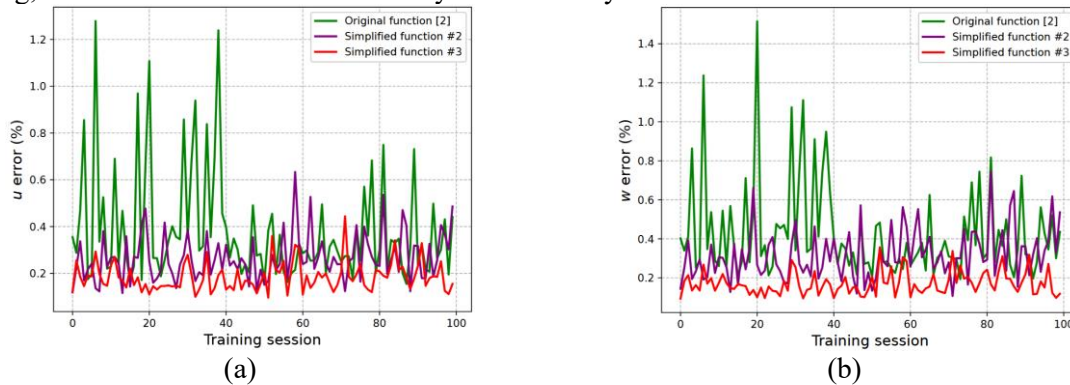 Original function [2]
Simplified function #2
Simplified function #3
1.2
1.0
0.8
0.6
0.4
0.2
u error (%)
0
20
40
60
80
100
Training session
(a)
Original function [2]
Simplified function #2
Simplified function #3
1.4
1.2
1.0
0.8
0.6
0.4
0.2
w error (%)
0
20
40
60
80
100
Training session
(b)